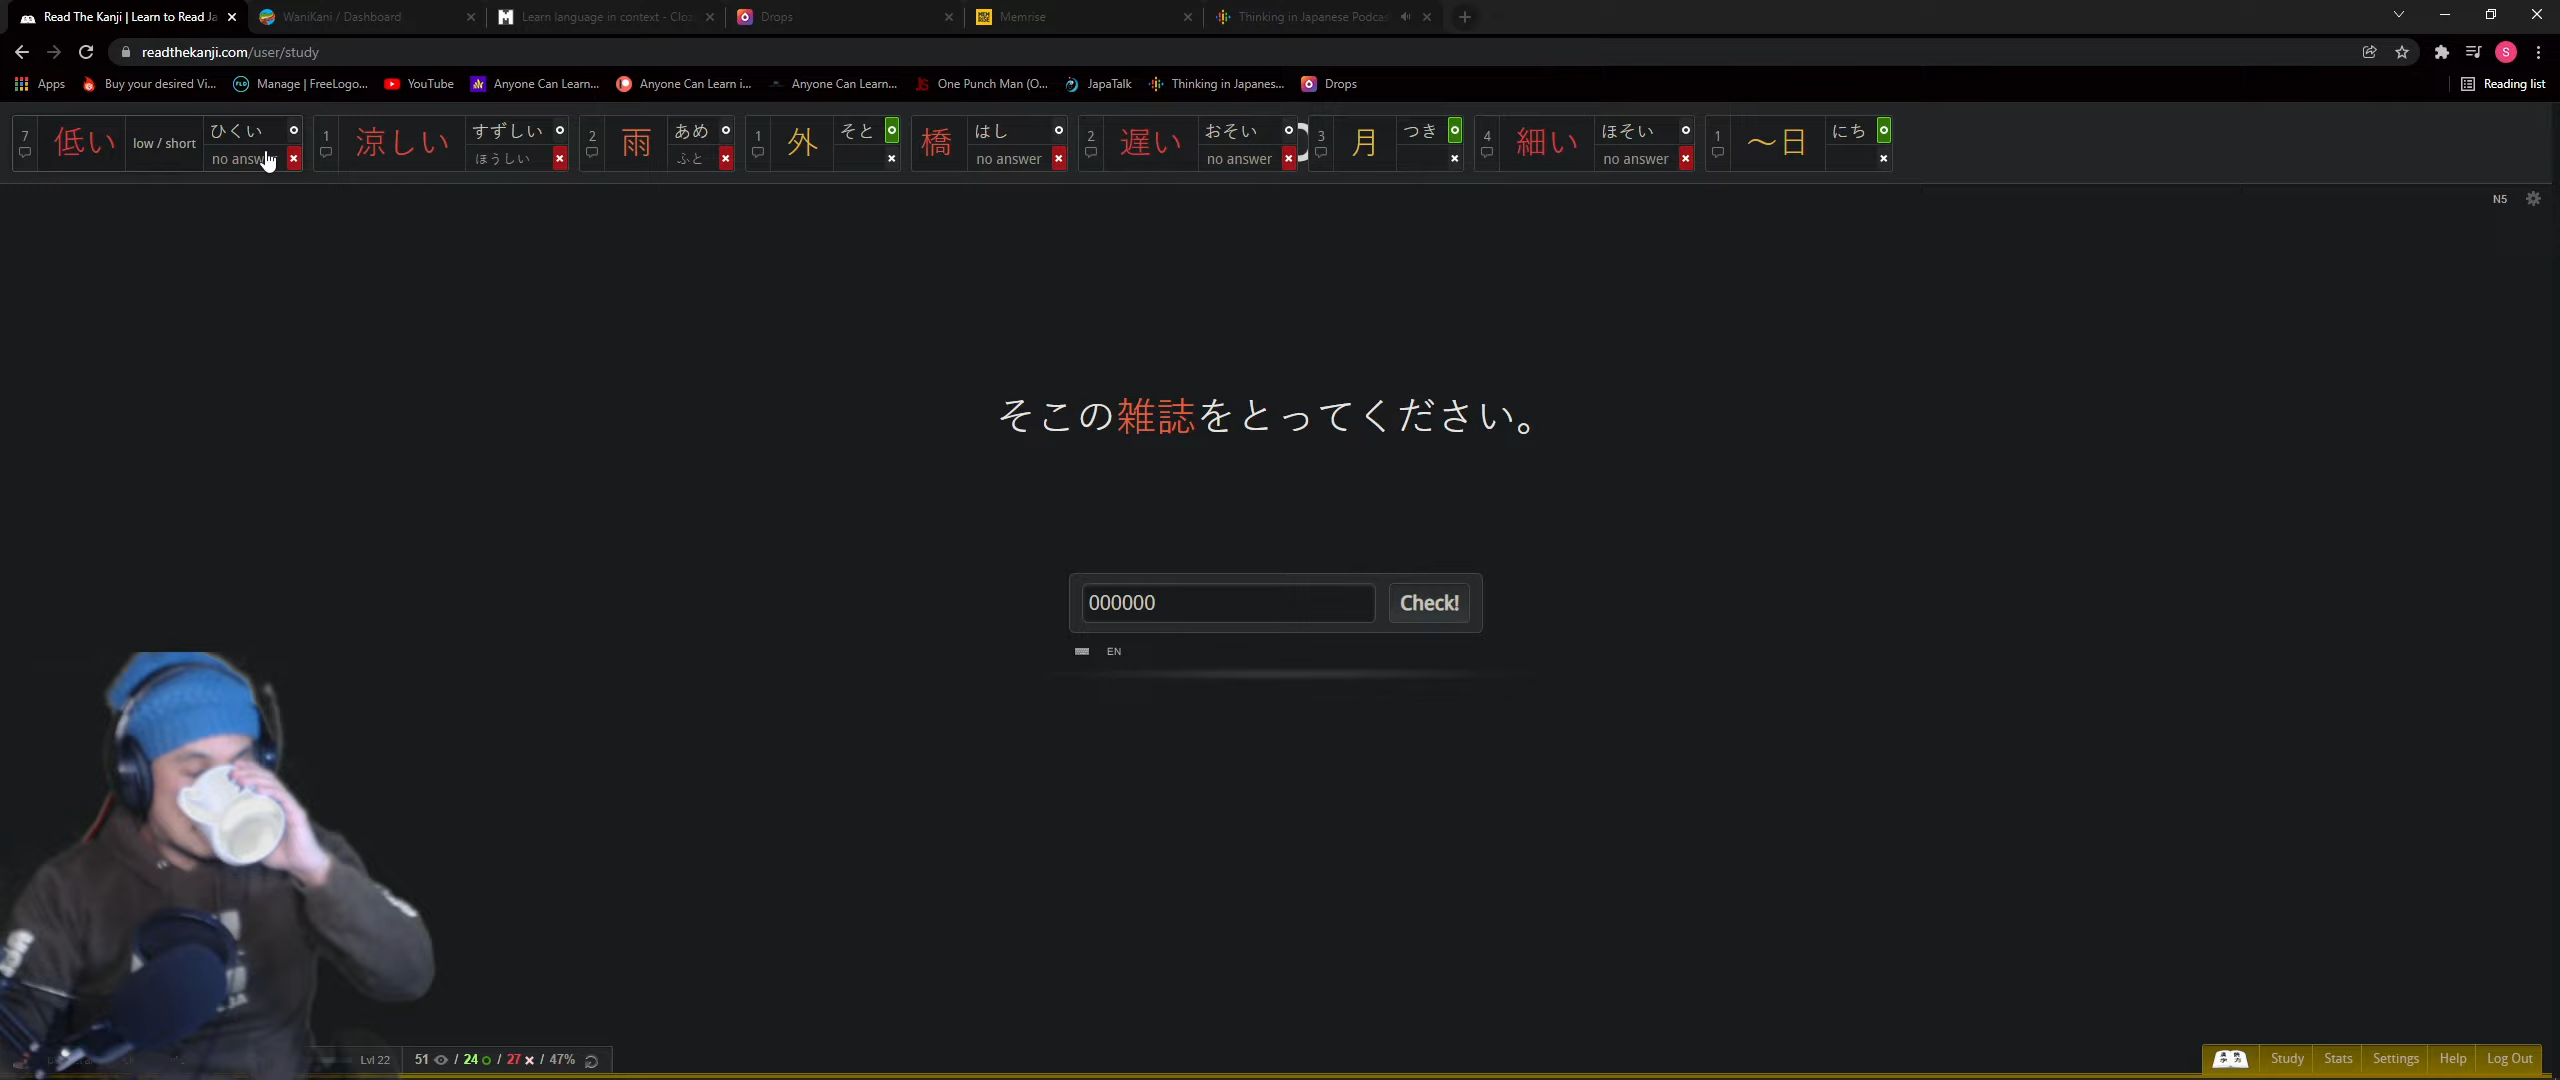 Read The Kanji | Learn to Read Ja
WaniKani / Dashboard
Learn language in context - Cloz
Drops
Memrise
Thinking in Japanese Podcas
readthekanji.com/user/study
S
Apps
Buy your desired Vi...
Manage | FreeLogo...
YouTube
Anyone Can Learn...
Anyone Can Learn i...
Anyone Can Learn...
One Punch Man (O...
JapaTalk
Thinking in Japanes...
Drops
Reading list
7 低い low / short ひくい no answ
1 涼しい すずしい ほうしい
2 雨 あめ ふと
1 外 そと
橋 はし no answer
2 遅い おそい no answer
3 月 つき
4 細い ほそい no answer
1 〜日 にち
N5
そこの雑誌をとってください。
000000
Check!
EN
Lvl 22
51 / 24 / 27 / 47%
Study
Stats
Settings
Help
Log Out